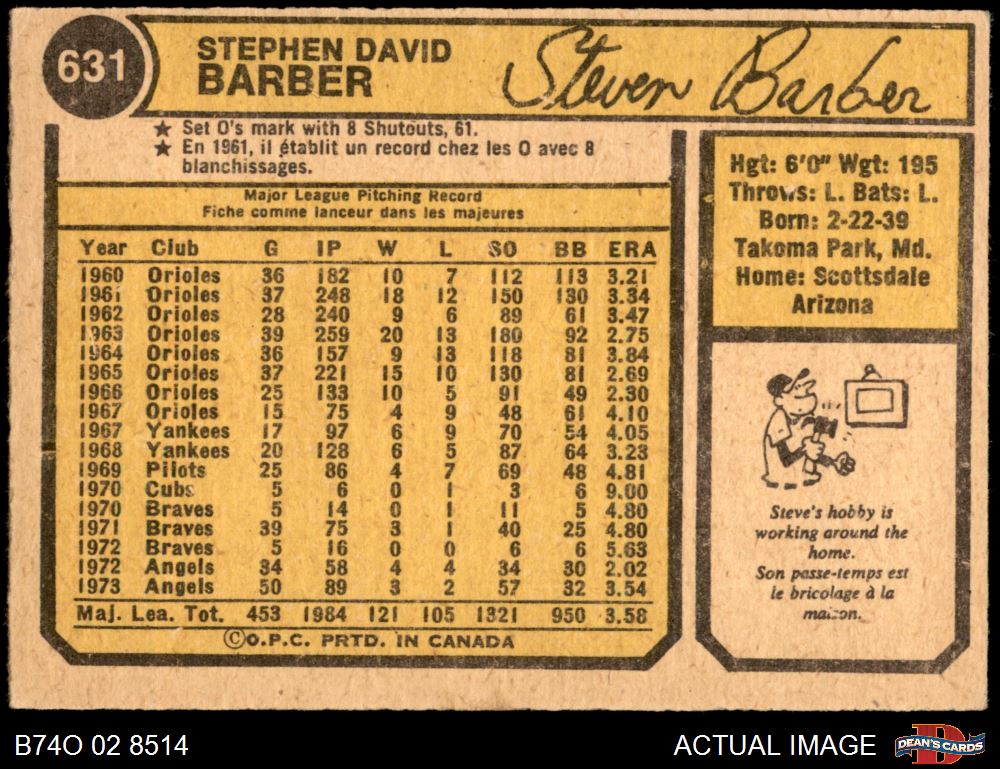 631
STEPHEN DAVID
BARBER
Steven Barber
★ Set O's mark with 8 Shutouts, 61.
★ En 1961, il établit un record chez les O avec 8
blanchissages.
Major League Pitching Record
Fiche comme lanceur dans les majeures
Year Club G IP W L SO BB ERA
1960 Orioles 36 182 10 7 112 113 3.21
1961 Orioles 37 248 18 12 150 130 3.34
1962 Orioles 28 240 9 6 89 61 3.47
1963 Orioles 39 259 20 13 180 92 2.75
1964 Orioles 36 157 9 13 118 81 3.84
1965 Orioles 37 221 15 10 130 81 2.69
1966 Orioles 25 133 10 5 91 49 2.30
1967 Orioles 15 75 4 9 48 61 4.10
1967 Yankees 17 97 6 9 70 54 4.05
1968 Yankees 20 128 6 5 87 64 3.23
1969 Pilots 25 86 4 7 69 48 4.81
1970 Cubs 5 6 0 1 3 6 9.00
1970 Braves 5 14 0 1 11 5 4.80
1971 Braves 39 75 3 1 40 25 4.80
1972 Braves 5 16 0 0 6 6 5.63
1972 Angels 34 58 4 4 34 30 2.02
1973 Angels 50 89 3 2 57 32 3.54
Maj. Lea. Tot. 453 1984 121 105 1321 950 3.58
©O.P.C. PRTD. IN CANADA
Hgt: 6'0" Wgt: 195
Throws: L. Bats: L.
Born: 2-22-39
Takoma Park, Md.
Home: Scottsdale
Arizona
Steve's hobby is
working around the
home.
Son passe-temps est
le bricolage à la
maison.
B74O 02 8514
ACTUAL IMAGE
D
DEAN'S CARDS